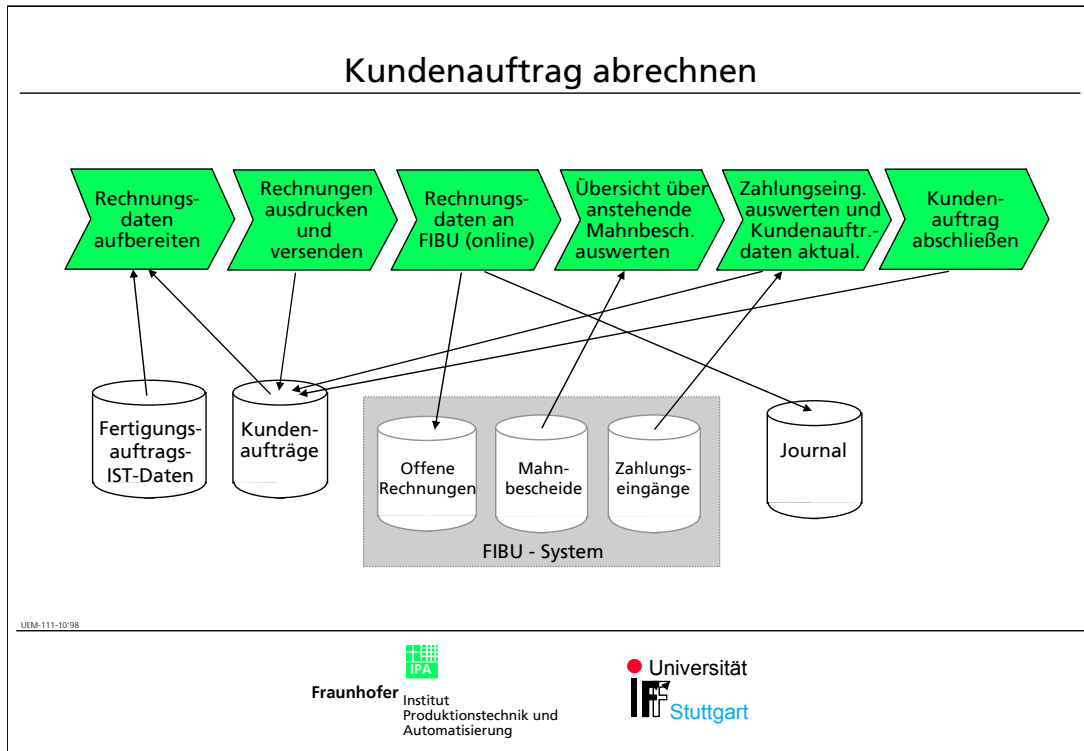 Kundenauftrag abrechnen
Rechnungs-
daten
aufbereiten
Rechnungen
ausdrucken
und
versenden
Rechnungs-
daten an
FIBU (online)
Übersicht über
anstehende
Mahnbesch.
auswerten
Zahlungseing.
auswerten und
Kundenauftr.-
daten aktual.
Kunden-
auftrag
abschließen
Fertigungs-
auftrags-
IST-Daten
Kunden-
aufträge
Offene
Rechnungen
Mahn-
bescheide
Zahlungs-
eingänge
Journal
FIBU - System
UEM-111-10'98
IPA
Fraunhofer
Institut
Produktionstechnik und
Automatisierung
Universität
IFF
Stuttgart